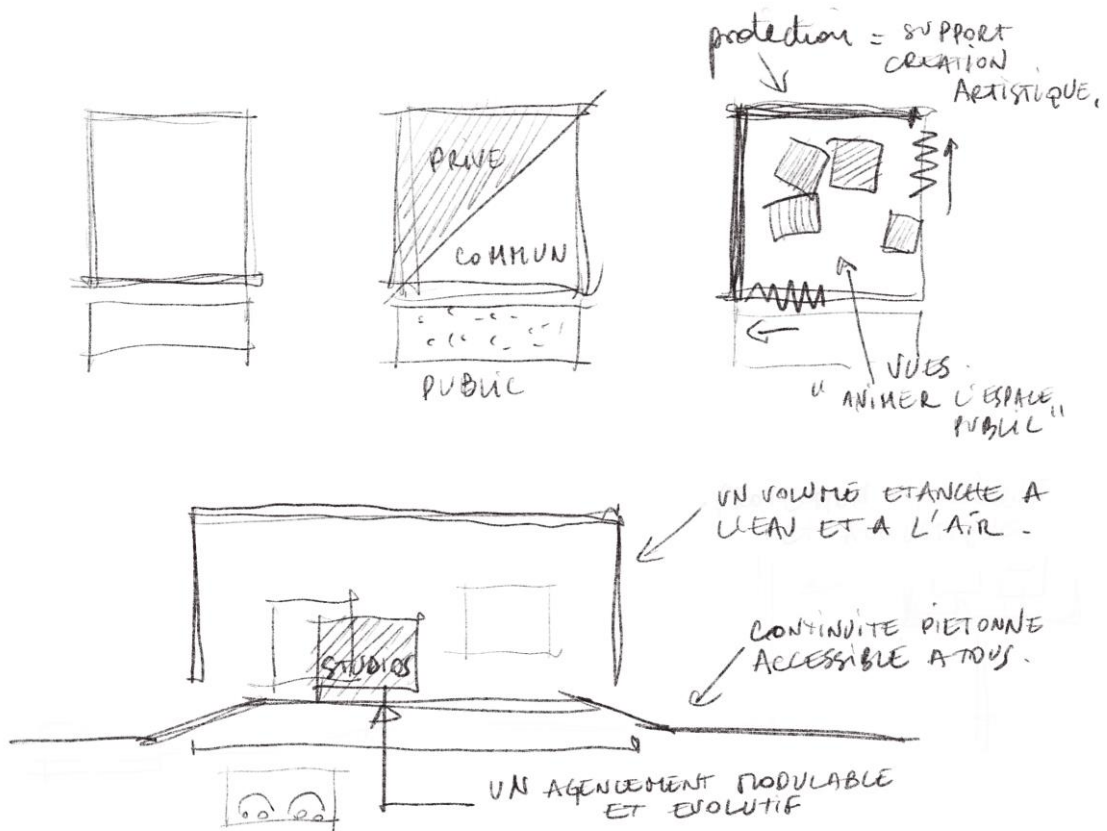 protection = SUPPORT
CREATION
ARTISTIQUE.
PRIVE
COMMUN
PUBLIC
VUES.
"ANIMER L'ESPACE
PUBLIC"
UN VOLUME ETANCHE A
L'EAU ET A L'AIR.
STUDIOS
CONTINUITE PIETONNE
ACCESSIBLE A TOUS.
UN AGENCEMENT MODULABLE
ET EVOLUTIF